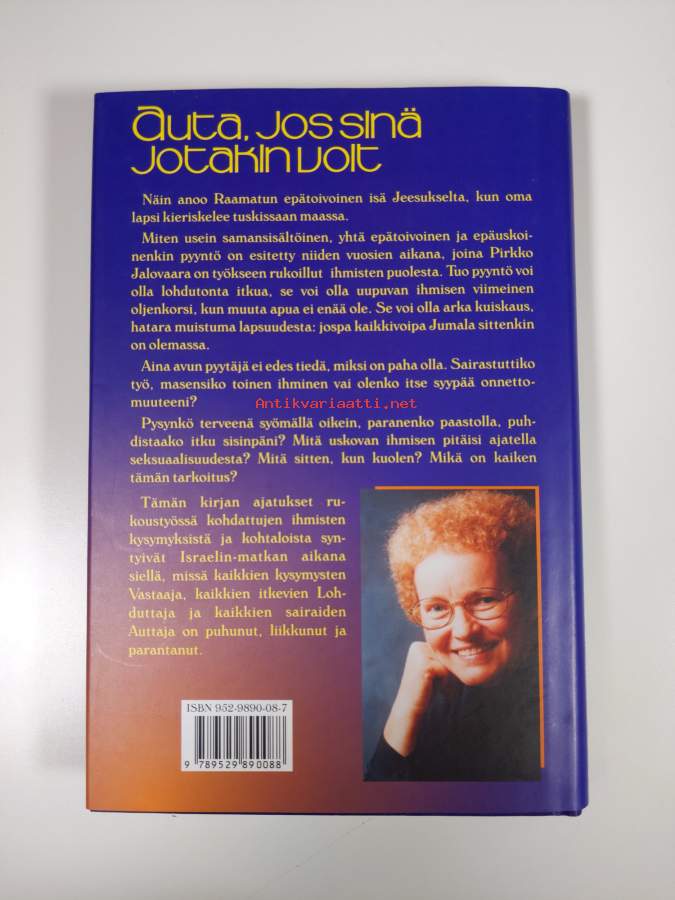 Auta, jos sinä
jotakin voit
Näin anoo Raamatun epätoivoinen isä Jeesukselta, kun oma
lapsi kieriskelee tuskissaan maassa.
Miten usein samansisältöinen, yhtä epätoivoinen ja epäuskoi-
nenkin pyyntö on esitetty niiden vuosien aikana, joina Pirkko
Jalovaara on työkseen rukoillut ihmisten puolesta. Tuo pyyntö voi
olla lohdutonta itkua, se voi olla uupuvan ihmisen viimeinen
oljenkorsi, kun muuta apua ei enää ole. Se voi olla arka kuiskaus,
hatara muistuma lapsuudesta: jospa kaikkivoipa Jumala sittenkin
on olemassa.
Aina avun pyytäjä ei edes tiedä, miksi on paha olla. Sairastuttiko
työ, masensiko toinen ihminen vai olenko itse syypää onnetto-
muuteeni?
Antikvariaatti.net
Pysynkö terveenä syömällä oikein, paranenko paastolla, puh-
distaako itku sisinpäni? Mitä uskovan ihmisen pitäisi ajatella
seksuaalisuudesta? Mitä sitten, kun kuolen? Mikä on kaiken
tämän tarkoitus?
Tämän kirjan ajatukset ru-
koustyössä kohdattujen ihmisten
kysymyksistä ja kohtaloista syn-
tyivät Israelin-matkan aikana
siellä, missä kaikkien kysymysten
Vastaaja, kaikkien itkevien Loh-
duttaja ja kaikkien sairaiden
Auttaja on puhunut, liikkunut ja
parantanut.
ISBN 952-9890-08-7
9 789529 890088